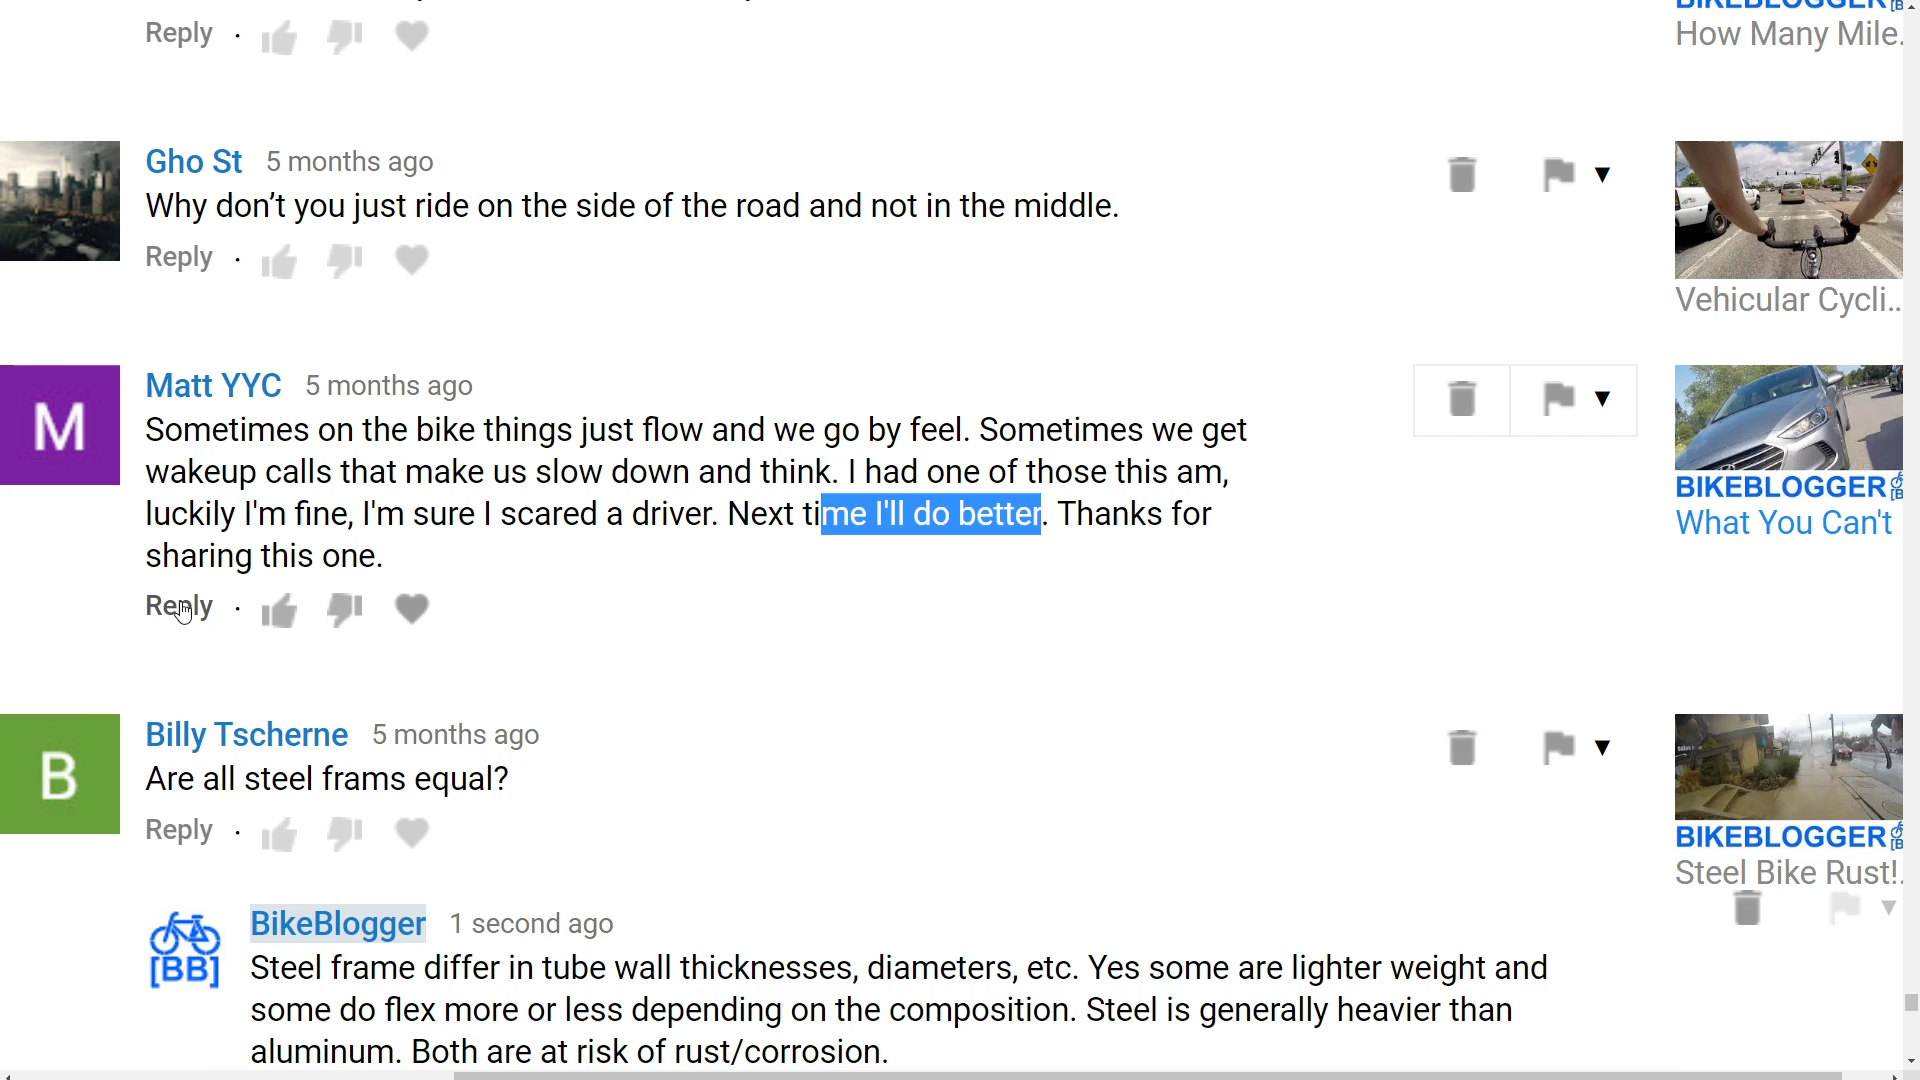 BIKEBLOGGER
Reply ·
How Many Mile.
Gho St 5 months ago
Why don’t you just ride on the side of the road and not in the middle.
Reply ·
Vehicular Cycli...
M
Matt YYC 5 months ago
Sometimes on the bike things just flow and we go by feel. Sometimes we get
wakeup calls that make us slow down and think. I had one of those this am,
luckily I'm fine, I'm sure I scared a driver. Next time I'll do better. Thanks for
sharing this one.
Reply ·
BIKEBLOGGER
What You Can't
B
Billy Tscherne 5 months ago
Are all steel frams equal?
Reply ·
BIKEBLOGGER
Steel Bike Rust!.
[BB]
BikeBlogger 1 second ago
Steel frame differ in tube wall thicknesses, diameters, etc. Yes some are lighter weight and
some do flex more or less depending on the composition. Steel is generally heavier than
aluminum. Both are at risk of rust/corrosion.